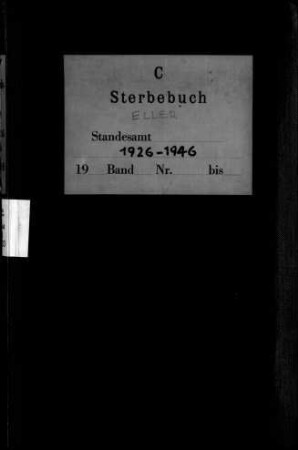 C
Sterbebuch
ELLER
Standesamt
1926-1946
19 Band Nr. bis